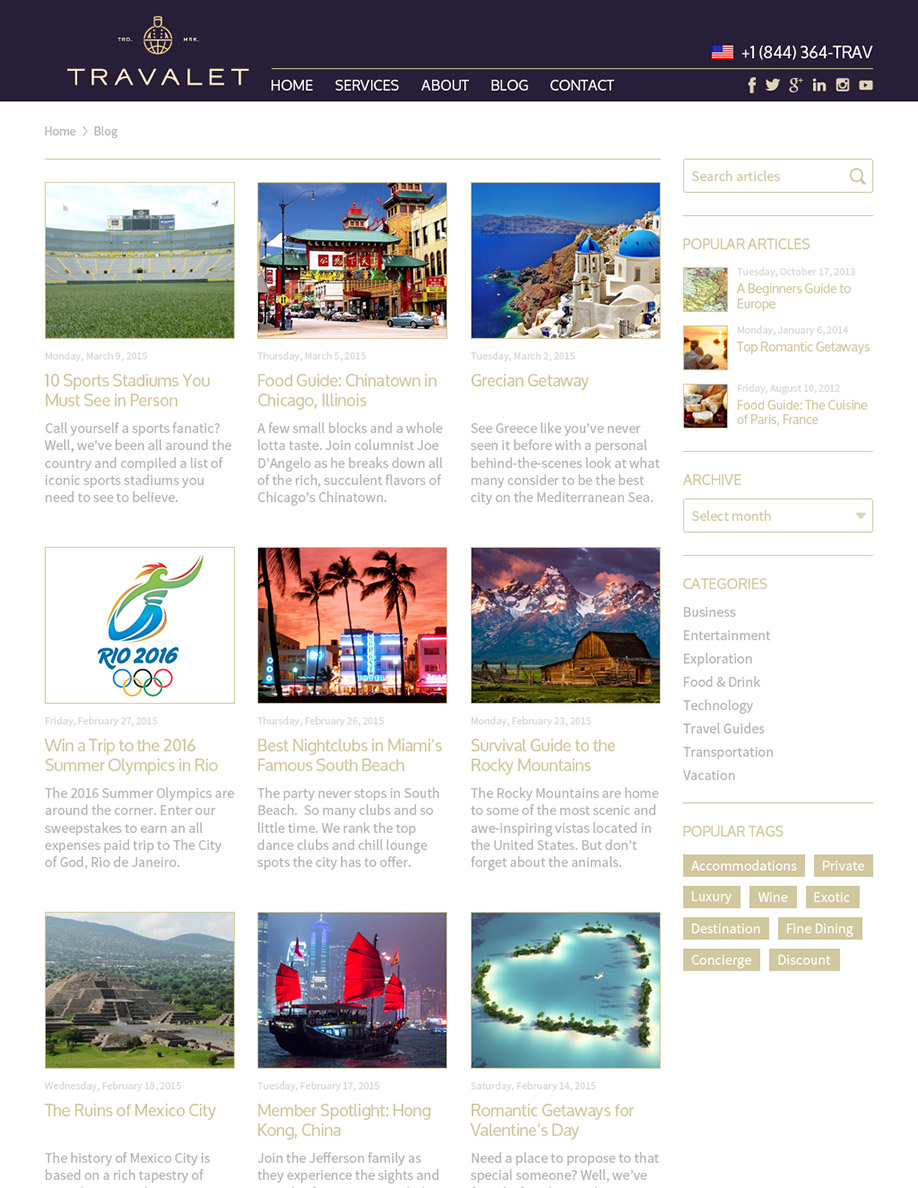 TRD. MRK.
TRAVALET
+1 (844) 364-TRAV
HOME SERVICES ABOUT BLOG CONTACT
Home > Blog
Monday, March 9, 2015
10 Sports Stadiums You
Must See in Person
Call yourself a sports fanatic?
Well, we've been all around the
country and compiled a list of
iconic sports stadiums you
need to see to believe.
Thursday, March 5, 2015
Food Guide: Chinatown in
Chicago, Illinois
A few small blocks and a whole
lotta taste. Join columnist Joe
D'Angelo as he breaks down all
of the rich, succulent flavors of
Chicago's Chinatown.
Tuesday, March 2, 2015
Grecian Getaway
See Greece like you've never
seen it before with a personal
behind-the-scenes look at what
many consider to be the best
city on the Mediterranean Sea.
RIO 2016
Friday, February 27, 2015
Win a Trip to the 2016
Summer Olympics in Rio
The 2016 Summer Olympics are
around the corner. Enter our
sweepstakes to earn an all
expenses paid trip to The City
of God, Rio de Janeiro.
Thursday, February 26, 2015
Best Nightclubs in Miami's
Famous South Beach
The party never stops in South
Beach.  So many clubs and so
little time. We rank the top
dance clubs and chill lounge
spots the city has to offer.
Monday, February 23, 2015
Survival Guide to the
Rocky Mountains
The Rocky Mountains are home
to some of the most scenic and
awe-inspiring vistas located in
the United States. But don't
forget about the animals.
Wednesday, February 18, 2015
The Ruins of Mexico City
The history of Mexico City is
based on a rich tapestry of
Tuesday, February 17, 2015
Member Spotlight: Hong
Kong, China
Join the Jefferson family as
they experience the sights and
Saturday, February 14, 2015
Romantic Getaways for
Valentine's Day
Need a place to propose to that
special someone? Well, we've
Search articles
POPULAR ARTICLES
Tuesday, October 17, 2013
A Beginners Guide to
Europe
Monday, January 6, 2014
Top Romantic Getaways
Friday, August 10, 2012
Food Guide: The Cuisine
of Paris, France
ARCHIVE
Select month
CATEGORIES
Business
Entertainment
Exploration
Food & Drink
Technology
Travel Guides
Transportation
Vacation
POPULAR TAGS
Accommodations Private
Luxury Wine Exotic
Destination Fine Dining
Concierge Discount